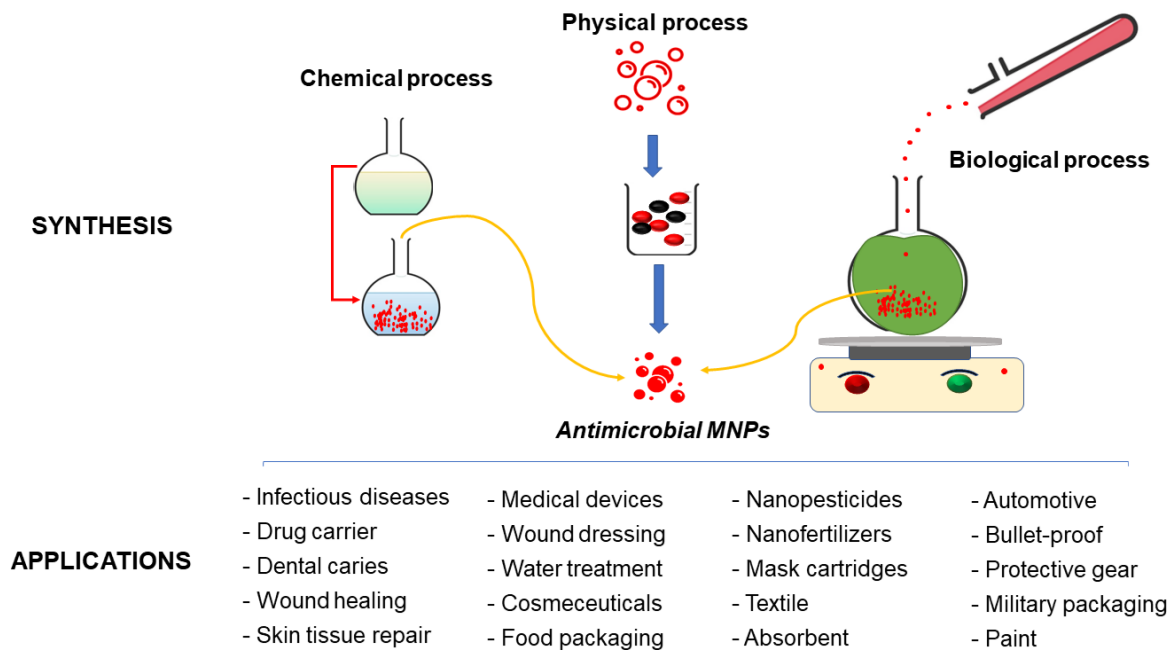 Physical process
Chemical process
Biological process
SYNTHESIS
Antimicrobial MNPs
APPLICATIONS
- Infectious diseases
- Drug carrier
- Dental caries
- Wound healing
- Skin tissue repair
- Medical devices
- Wound dressing
- Water treatment
- Cosmeceuticals
- Food packaging
- Nanopesticides
- Nanofertilizers
- Mask cartridges
- Textile
- Absorbent
- Automotive
- Bullet-proof
- Protective gear
- Military packaging
- Paint